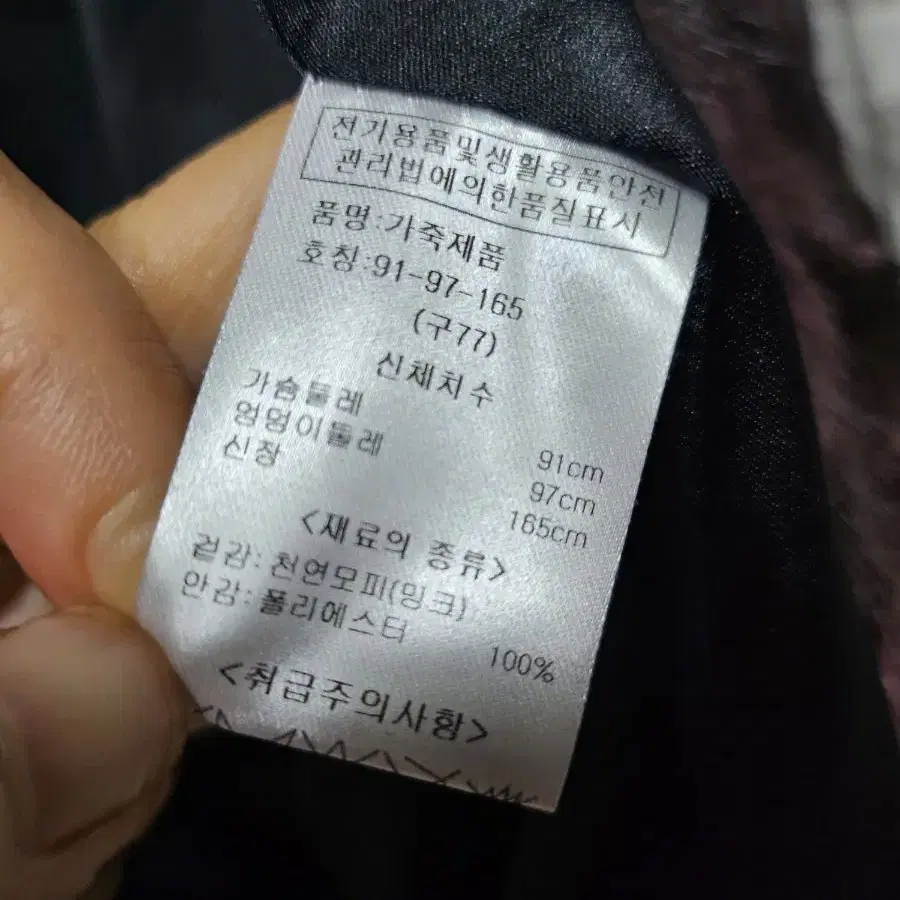 전기용품및생활용품안전
관리법에의한품질표시
품명:가죽제품
호칭:91-97-165
(구77)
신체치수
가슴둘레 91cm
엉덩이둘레 97cm
신장 165cm
<재료의 종류>
겉감:천연모피(밍크)
안감:폴리에스터 100%
<취급주의사항>